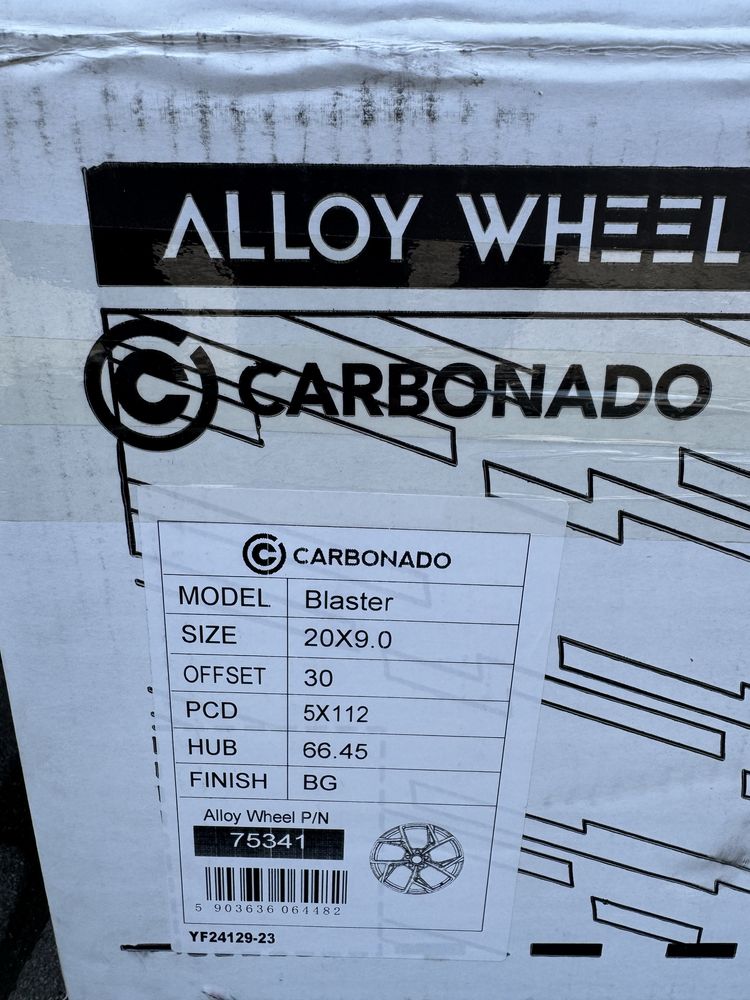 ALLOY WHEEL
CARBONADO
CARBONADO
MODEL Blaster
SIZE 20X9.0
OFFSET 30
PCD 5X112
HUB 66.45
FINISH BG
Alloy Wheel P/N
75341
5 903636 064482
YF24129-23